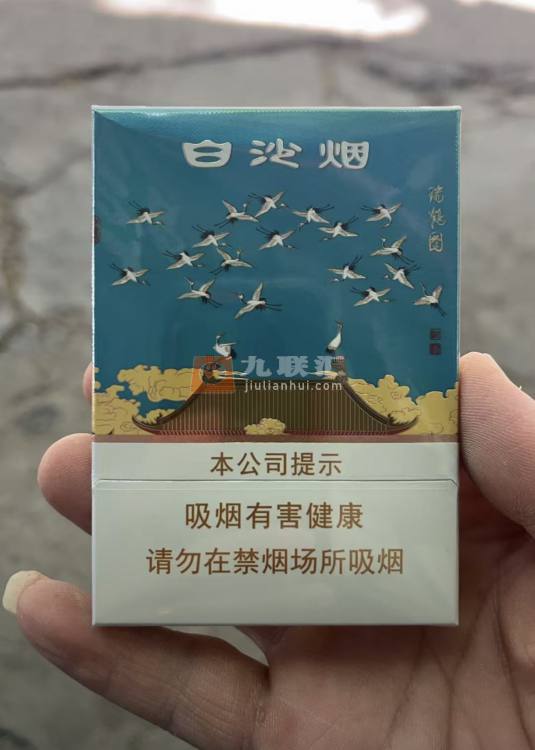 白沙烟
瑞鹤图
九联汇
jiulianhui.com
本公司提示
吸烟有害健康
请勿在禁烟场所吸烟